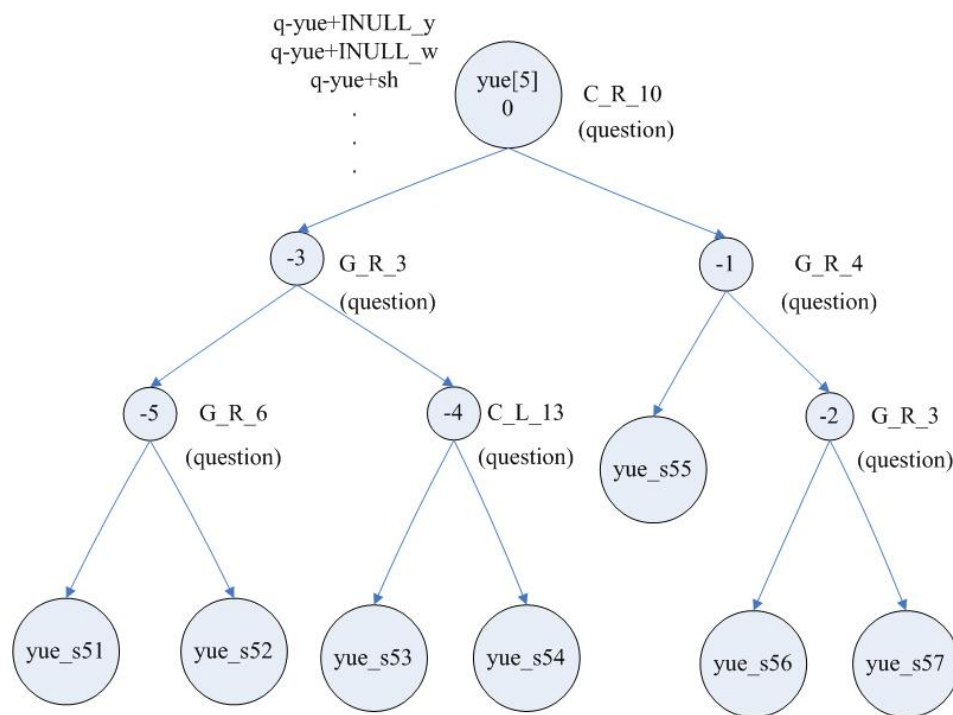 q-yue+INULL_y
q-yue+INULL_w
q-yue+sh
.
.
.
yue[5]
0
C_R_10
(question)
-3
G_R_3
(question)
-1
G_R_4
(question)
-5
G_R_6
(question)
-4
C_L_13
(question)
yue_s55
-2
G_R_3
(question)
yue_s51
yue_s52
yue_s53
yue_s54
yue_s56
yue_s57